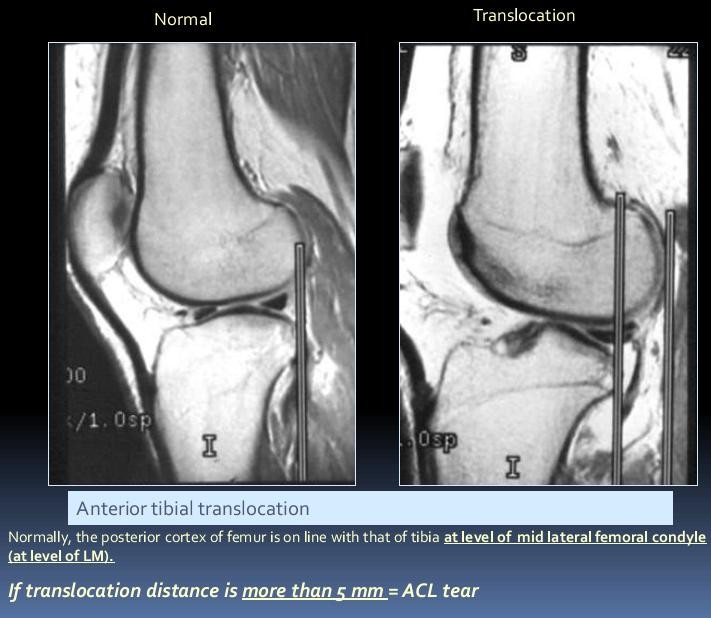 Normal
Translocation
S
00
/1.0sp
I
.0sp
I
Anterior tibial translocation
Normally, the posterior cortex of femur is on line with that of tibia at level of mid lateral femoral condyle
(at level of LM).
If translocation distance is more than 5 mm = ACL tear